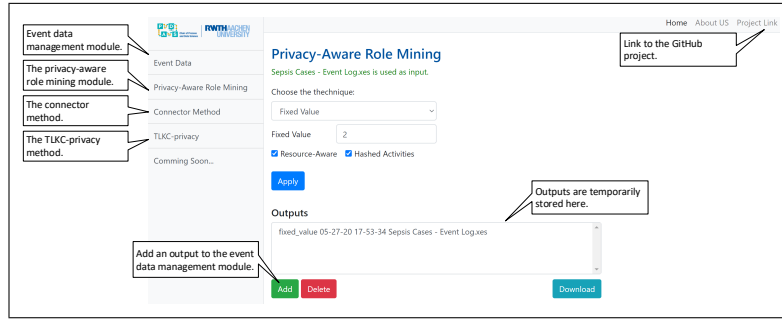 Home About US Project Link
RWTHAACHEN
UNIVERSITY
Event data
management module.
The privacy-aware
role mining module.
The connector
method.
The TLKC-privacy
method.
Event Data
Privacy-Aware Role Mining
Connector Method
TLKC-privacy
Comming Soon...
Link to the GitHub
project.
Privacy-Aware Role Mining
Sepsis Cases - Event Log.xes is used as input.
Choose the thechnique:
Fixed Value
Fixed Value 2
Resource-Aware Hashed Activities
Apply
Outputs are temporarily
stored here.
Outputs
fixed_value 05-27-20 17-53-34 Sepsis Cases - Event Log.xes
Add an output to the event
data management module.
Add Delete Download